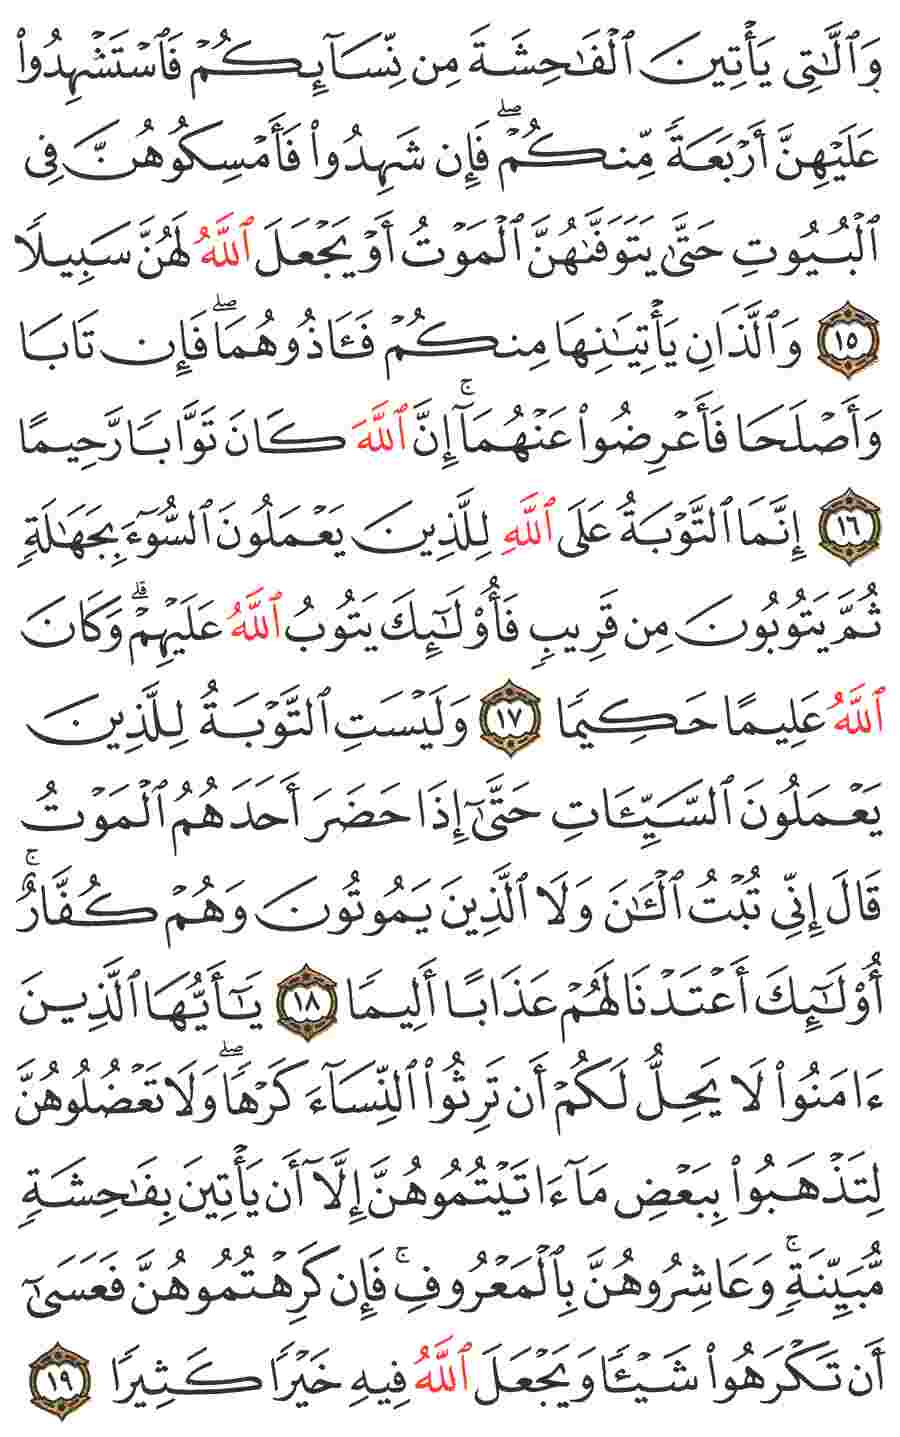 وَٱلَّـٰتِى يَأْتِينَ ٱلْفَـٰحِشَةَ مِن نِّسَآئِكُمْ فَٱسْتَشْهِدُوا۟
عَلَيْهِنَّ أَرْبَعَةً مِّنكُمْ ۖ فَإِن شَهِدُوا۟ فَأَمْسِكُوهُنَّ فِى
ٱلْبُيُوتِ حَتَّىٰ يَتَوَفَّىٰهُنَّ ٱلْمَوْتُ أَوْ يَجْعَلَ ٱللَّهُ لَهُنَّ سَبِيلًا
١٥ وَٱلَّذَانِ يَأْتِيَـٰنِهَا مِنكُمْ فَـَٔاذُوهُمَا ۖ فَإِن تَابَا
وَأَصْلَحَا فَأَعْرِضُوا۟ عَنْهُمَآ ۗ إِنَّ ٱللَّهَ كَانَ تَوَّابًا رَّحِيمًا
١٦ إِنَّمَا ٱلتَّوْبَةُ عَلَى ٱللَّهِ لِلَّذِينَ يَعْمَلُونَ ٱلسُّوٓءَ بِجَهَـٰلَةٍ
ثُمَّ يَتُوبُونَ مِن قَرِيبٍ فَأُو۟لَـٰٓئِكَ يَتُوبُ ٱللَّهُ عَلَيْهِمْ ۗ وَكَانَ
ٱللَّهُ عَلِيمًا حَكِيمًا ١٧ وَلَيْسَتِ ٱلتَّوْبَةُ لِلَّذِينَ
يَعْمَلُونَ ٱلسَّيِّـَٔاتِ حَتَّىٰٓ إِذَا حَضَرَ أَحَدَهُمُ ٱلْمَوْتُ
قَالَ إِنِّى تُبْتُ ٱلْـَٔـٰنَ وَلَا ٱلَّذِينَ يَمُوتُونَ وَهُمْ كُفَّارٌ ۚ
أُو۟لَـٰٓئِكَ أَعْتَدْنَا لَهُمْ عَذَابًا أَلِيمًا ١٨ يَـٰٓأَيُّهَا ٱلَّذِينَ
ءَامَنُوا۟ لَا يَحِلُّ لَكُمْ أَن تَرِثُوا۟ ٱلنِّسَآءَ كَرْهًا ۖ وَلَا تَعْضُلُوهُنَّ
لِتَذْهَبُوا۟ بِبَعْضِ مَآ ءَاتَيْتُمُوهُنَّ إِلَّآ أَن يَأْتِينَ بِفَـٰحِشَةٍ
مُّبَيِّنَةٍ ۚ وَعَاشِرُوهُنَّ بِٱلْمَعْرُوفِ ۚ فَإِن كَرِهْتُمُوهُنَّ فَعَسَىٰٓ
أَن تَكْرَهُوا۟ شَيْـًٔا وَيَجْعَلَ ٱللَّهُ فِيهِ خَيْرًا كَثِيرًا ١٩